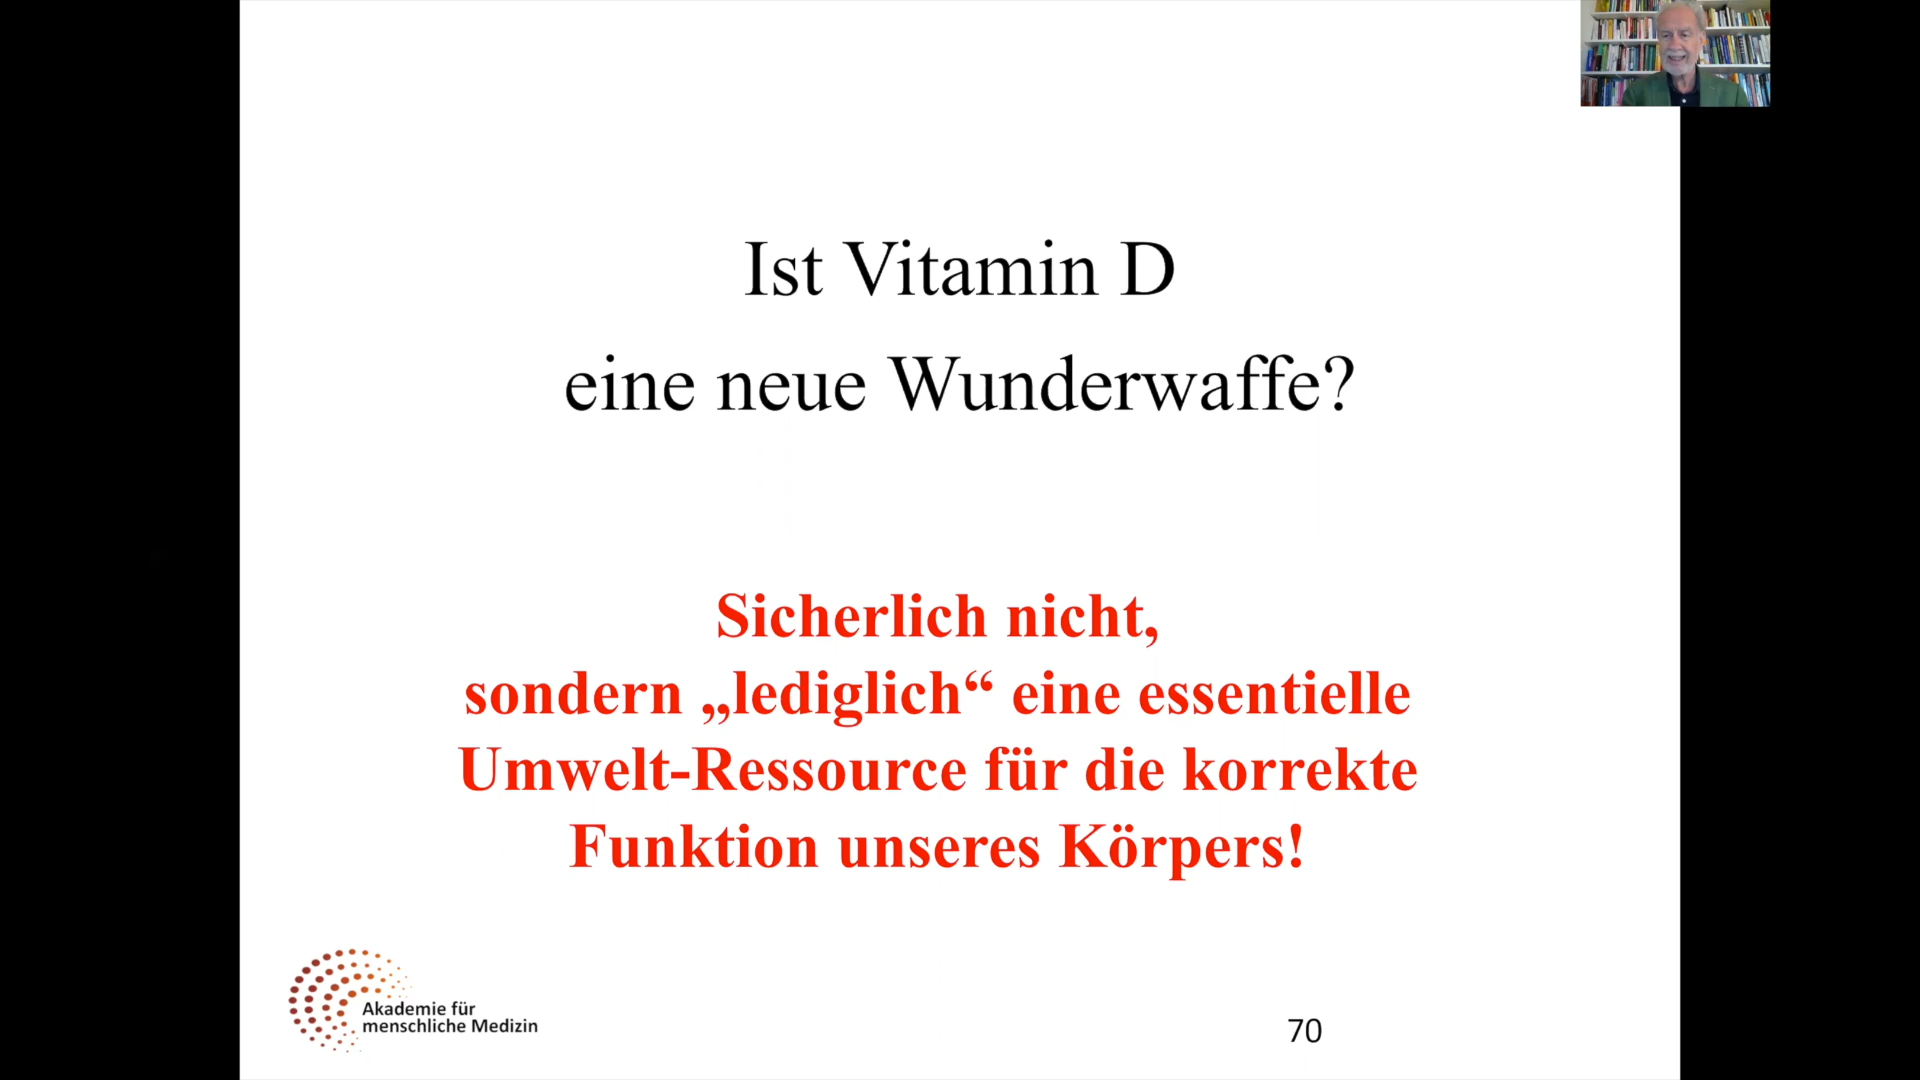 Ist Vitamin D
eine neue Wunderwaffe?
Sicherlich nicht,
sondern „lediglich“ eine essentielle
Umwelt-Ressource für die korrekte
Funktion unseres Körpers!
Akademie für
menschliche Medizin
70